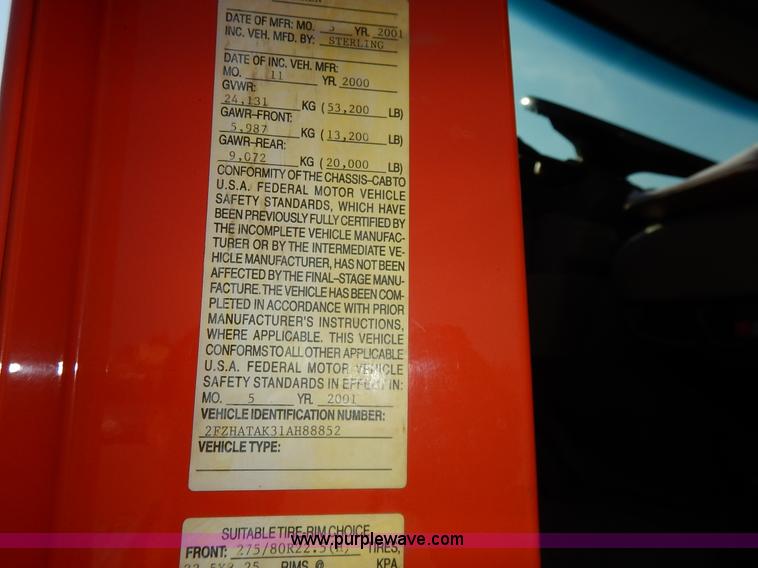 DATE OF MFR: MO. 5 YR. 2001
INC. VEH. MFD. BY: STERLING
DATE OF INC. VEH. MFR:
MO. 11 YR. 2000
GVWR:
24,131 KG ( 53,200 LB)
GAWR-FRONT:
5,987 KG ( 13,200 LB)
GAWR-REAR:
9,072 KG ( 20,000 LB)
CONFORMITY OF THE CHASSIS-CAB TO
U.S.A. FEDERAL MOTOR VEHICLE
SAFETY STANDARDS, WHICH HAVE
BEEN PREVIOUSLY FULLY CERTIFIED BY
THE INCOMPLETE VEHICLE MANUFAC-
TURER OR BY THE INTERMEDIATE VE-
HICLE MANUFACTURER, HAS NOT BEEN
AFFECTED BY THE FINAL-STAGE MANU-
FACTURE. THE VEHICLE HAS BEEN COM-
PLETED IN ACCORDANCE WITH PRIOR
MANUFACTURER'S INSTRUCTIONS,
WHERE APPLICABLE. THIS VEHICLE
CONFORMS TO ALL OTHER APPLICABLE
U.S.A. FEDERAL MOTOR VEHICLE
SAFETY STANDARDS IN EFFECT IN:
MO. 5 YR. 2001
VEHICLE IDENTIFICATION NUMBER:
2FZHATAK31AH88852
VEHICLE TYPE:
SUITABLE TIRE-RIM CHOICE
www.purplewave.com
FRONT: 275/80R22.5 TIRES,
RIMS @ KPA